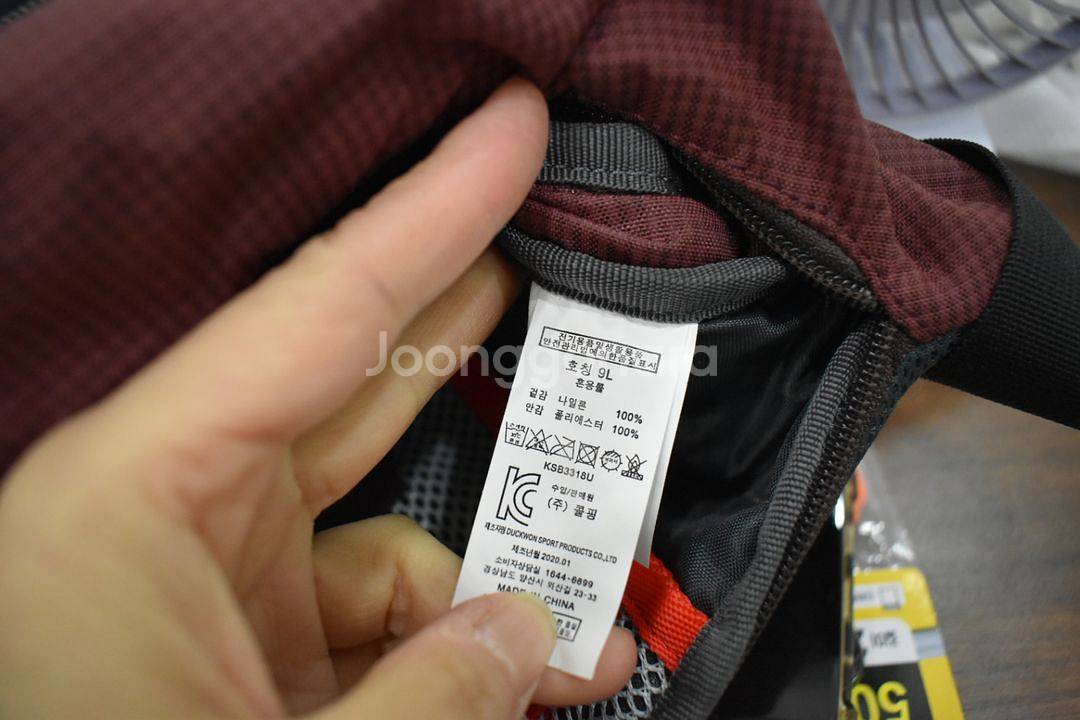 전기용품및생활용품
안전관리법에의한품질표시
호칭 9L
혼용률
겉감 나일론 100%
안감 폴리에스터 100%
KSB3318U
수입/판매원
(주) 콜핑
제조자명 DUCKWON SPORT PRODUCTS CO.,LTD
제조년월 2020.01
소비자상담실 1644-6699
경상남도 양산시 외산길 23-33
MADE IN CHINA
50